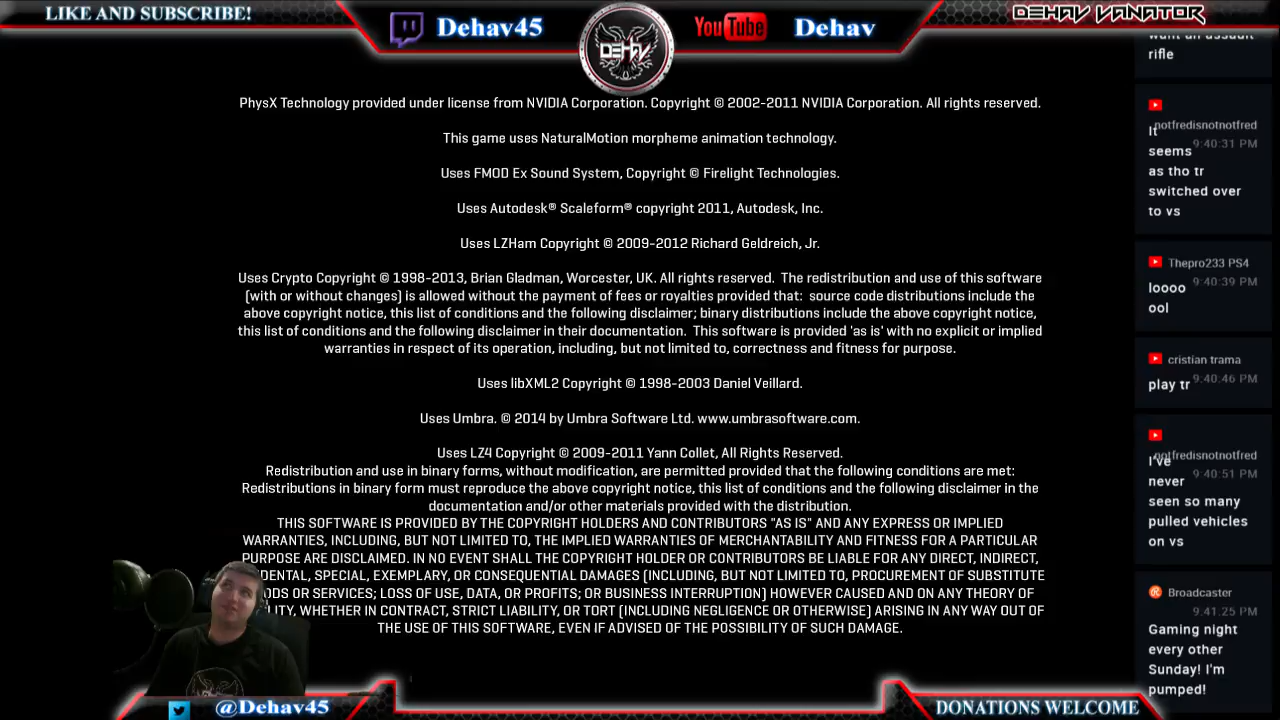 LIKE AND SUBSCRIBE!
Dehav45
DEHAV
YouTube
Dehav
DEHAV VANATOR
PhysX Technology provided under license from NVIDIA Corporation. Copyright © 2002-2011 NVIDIA Corporation. All rights reserved.
This game uses NaturalMotion morpheme animation technology.
Uses FMOD Ex Sound System, Copyright © Firelight Technologies.
Uses Autodesk® Scaleform® copyright 2011, Autodesk, Inc.
Uses LZHam Copyright © 2009-2012 Richard Geldreich, Jr.
Uses Crypto Copyright © 1998-2013, Brian Gladman, Worcester, UK. All rights reserved. The redistribution and use of this software
(with or without changes) is allowed without the payment of fees or royalties provided that: source code distributions include the
above copyright notice, this list of conditions and the following disclaimer; binary distributions include the above copyright notice,
this list of conditions and the following disclaimer in their documentation. This software is provided 'as is' with no explicit or implied
warranties in respect of its operation, including, but not limited to, correctness and fitness for purpose.
Uses libXML2 Copyright © 1998-2003 Daniel Veillard.
Uses Umbra. © 2014 by Umbra Software Ltd. www.umbrasoftware.com.
Uses LZ4 Copyright © 2009-2011 Yann Collet, All Rights Reserved.
Redistribution and use in binary forms, without modification, are permitted provided that the following conditions are met:
Redistributions in binary form must reproduce the above copyright notice, this list of conditions and the following disclaimer in the
documentation and/or other materials provided with the distribution.
THIS SOFTWARE IS PROVIDED BY THE COPYRIGHT HOLDERS AND CONTRIBUTORS "AS IS" AND ANY EXPRESS OR IMPLIED
WARRANTIES, INCLUDING, BUT NOT LIMITED TO, THE IMPLIED WARRANTIES OF MERCHANTABILITY AND FITNESS FOR A PARTICULAR
PURPOSE ARE DISCLAIMED. IN NO EVENT SHALL THE COPYRIGHT HOLDER OR CONTRIBUTORS BE LIABLE FOR ANY DIRECT, INDIRECT,
DENTAL, SPECIAL, EXEMPLARY, OR CONSEQUENTIAL DAMAGES (INCLUDING, BUT NOT LIMITED TO, PROCUREMENT OF SUBSTITUTE
ODS OR SERVICES; LOSS OF USE, DATA, OR PROFITS; OR BUSINESS INTERRUPTION) HOWEVER CAUSED AND ON ANY THEORY OF
LITY, WHETHER IN CONTRACT, STRICT LIABILITY, OR TORT (INCLUDING NEGLIGENCE OR OTHERWISE) ARISING IN ANY WAY OUT OF
THE USE OF THIS SOFTWARE, EVEN IF ADVISED OF THE POSSIBILITY OF SUCH DAMAGE.
want an assault
rifle
notfredisnotnotfred
9:40:31 PM
It
seems
as tho tr
switched over
to vs
Thepro233 PS4
9:40:39 PM
loooo
ool
cristian trama
9:40:46 PM
play tr
notfredisnotnotfred
9:40:51 PM
I've
never
seen so many
pulled vehicles
on vs
Broadcaster
9:41:25 PM
Gaming night
every other
Sunday! I'm
pumped!
@Dehav45
DONATIONS WELCOME